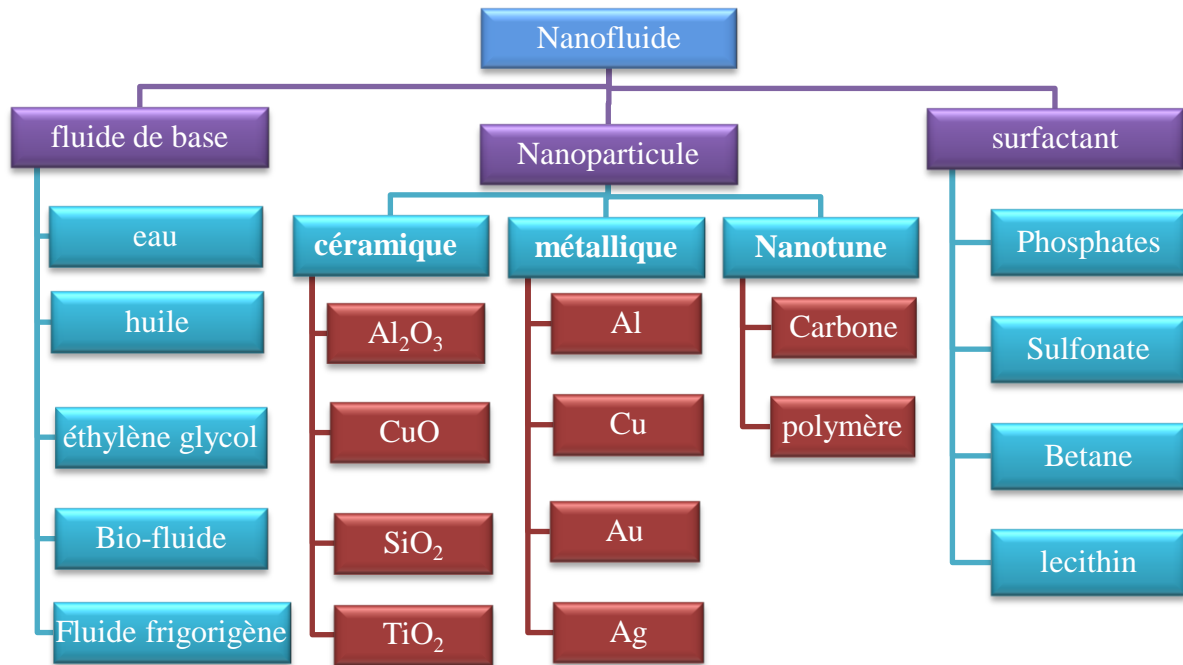 Nanofluide
fluide de base
eau
huile
éthylène glycol
Bio-fluide
Fluide frigorigène
Nanoparticule
céramique
Al₂O₃
CuO
SiO₂
TiO₂
métallique
Al
Cu
Au
Ag
Nanotune
Carbone
polymère
surfactant
Phosphates
Sulfonate
Betane
lecithin